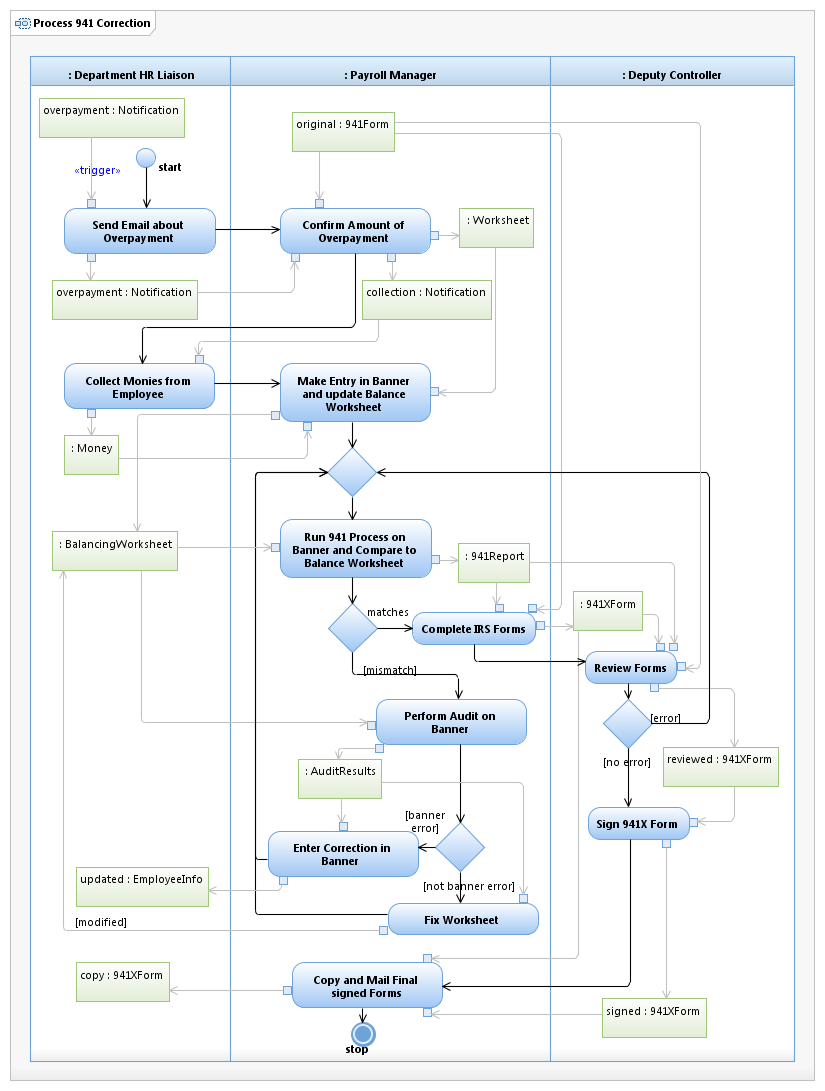 Process 941 Correction
: Department HR Liaison
: Payroll Manager
: Deputy Controller
overpayment : Notification
original : 941Form
«trigger»
start
Send Email about
Overpayment
Confirm Amount of
Overpayment
: Worksheet
overpayment : Notification
collection : Notification
Collect Monies from
Employee
Make Entry in Banner
and update Balance
Worksheet
: Money
: BalancingWorksheet
Run 941 Process on
Banner and Compare to
Balance Worksheet
: 941Report
: 941XForm
matches
Complete IRS Forms
Review Forms
[mismatch]
Perform Audit on
Banner
[error]
[no error]
reviewed : 941XForm
: AuditResults
[banner
error]
Sign 941X Form
Enter Correction in
Banner
updated : EmployeeInfo
[not banner error]
[modified]
Fix Worksheet
copy : 941XForm
Copy and Mail Final
signed Forms
signed : 941XForm
stop